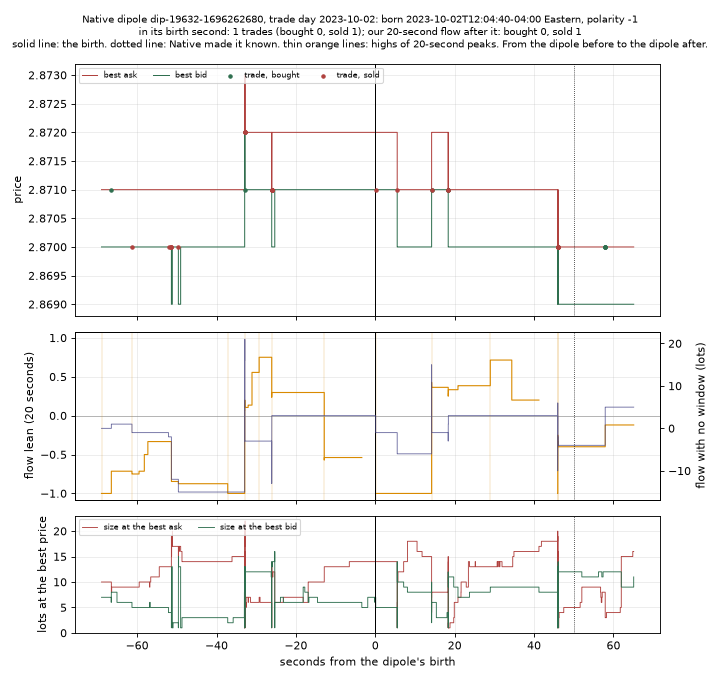 Native dipole dip-19632-1696262680, trade day 2023-10-02: born 2023-10-02T12:04:40-04:00 Eastern, polarity -1
in its birth second: 1 trades (bought 0, sold 1); our 20-second flow after it: bought 0, sold 1
solid line: the birth. dotted line: Native made it known. thin orange lines: highs of 20-second peaks. From the dipole before to the dipole after.
best ask
best bid
trade, bought
trade, sold
2.8730
2.8725
2.8720
2.8715
2.8710
2.8705
2.8700
2.8695
2.8690
price
1.0
0.5
0.0
−0.5
−1.0
flow lean (20 seconds)
20
10
0
−10
flow with no window (lots)
size at the best ask
size at the best bid
20
15
10
5
0
lots at the best price
−60
−40
−20
0
20
40
60
seconds from the dipole's birth